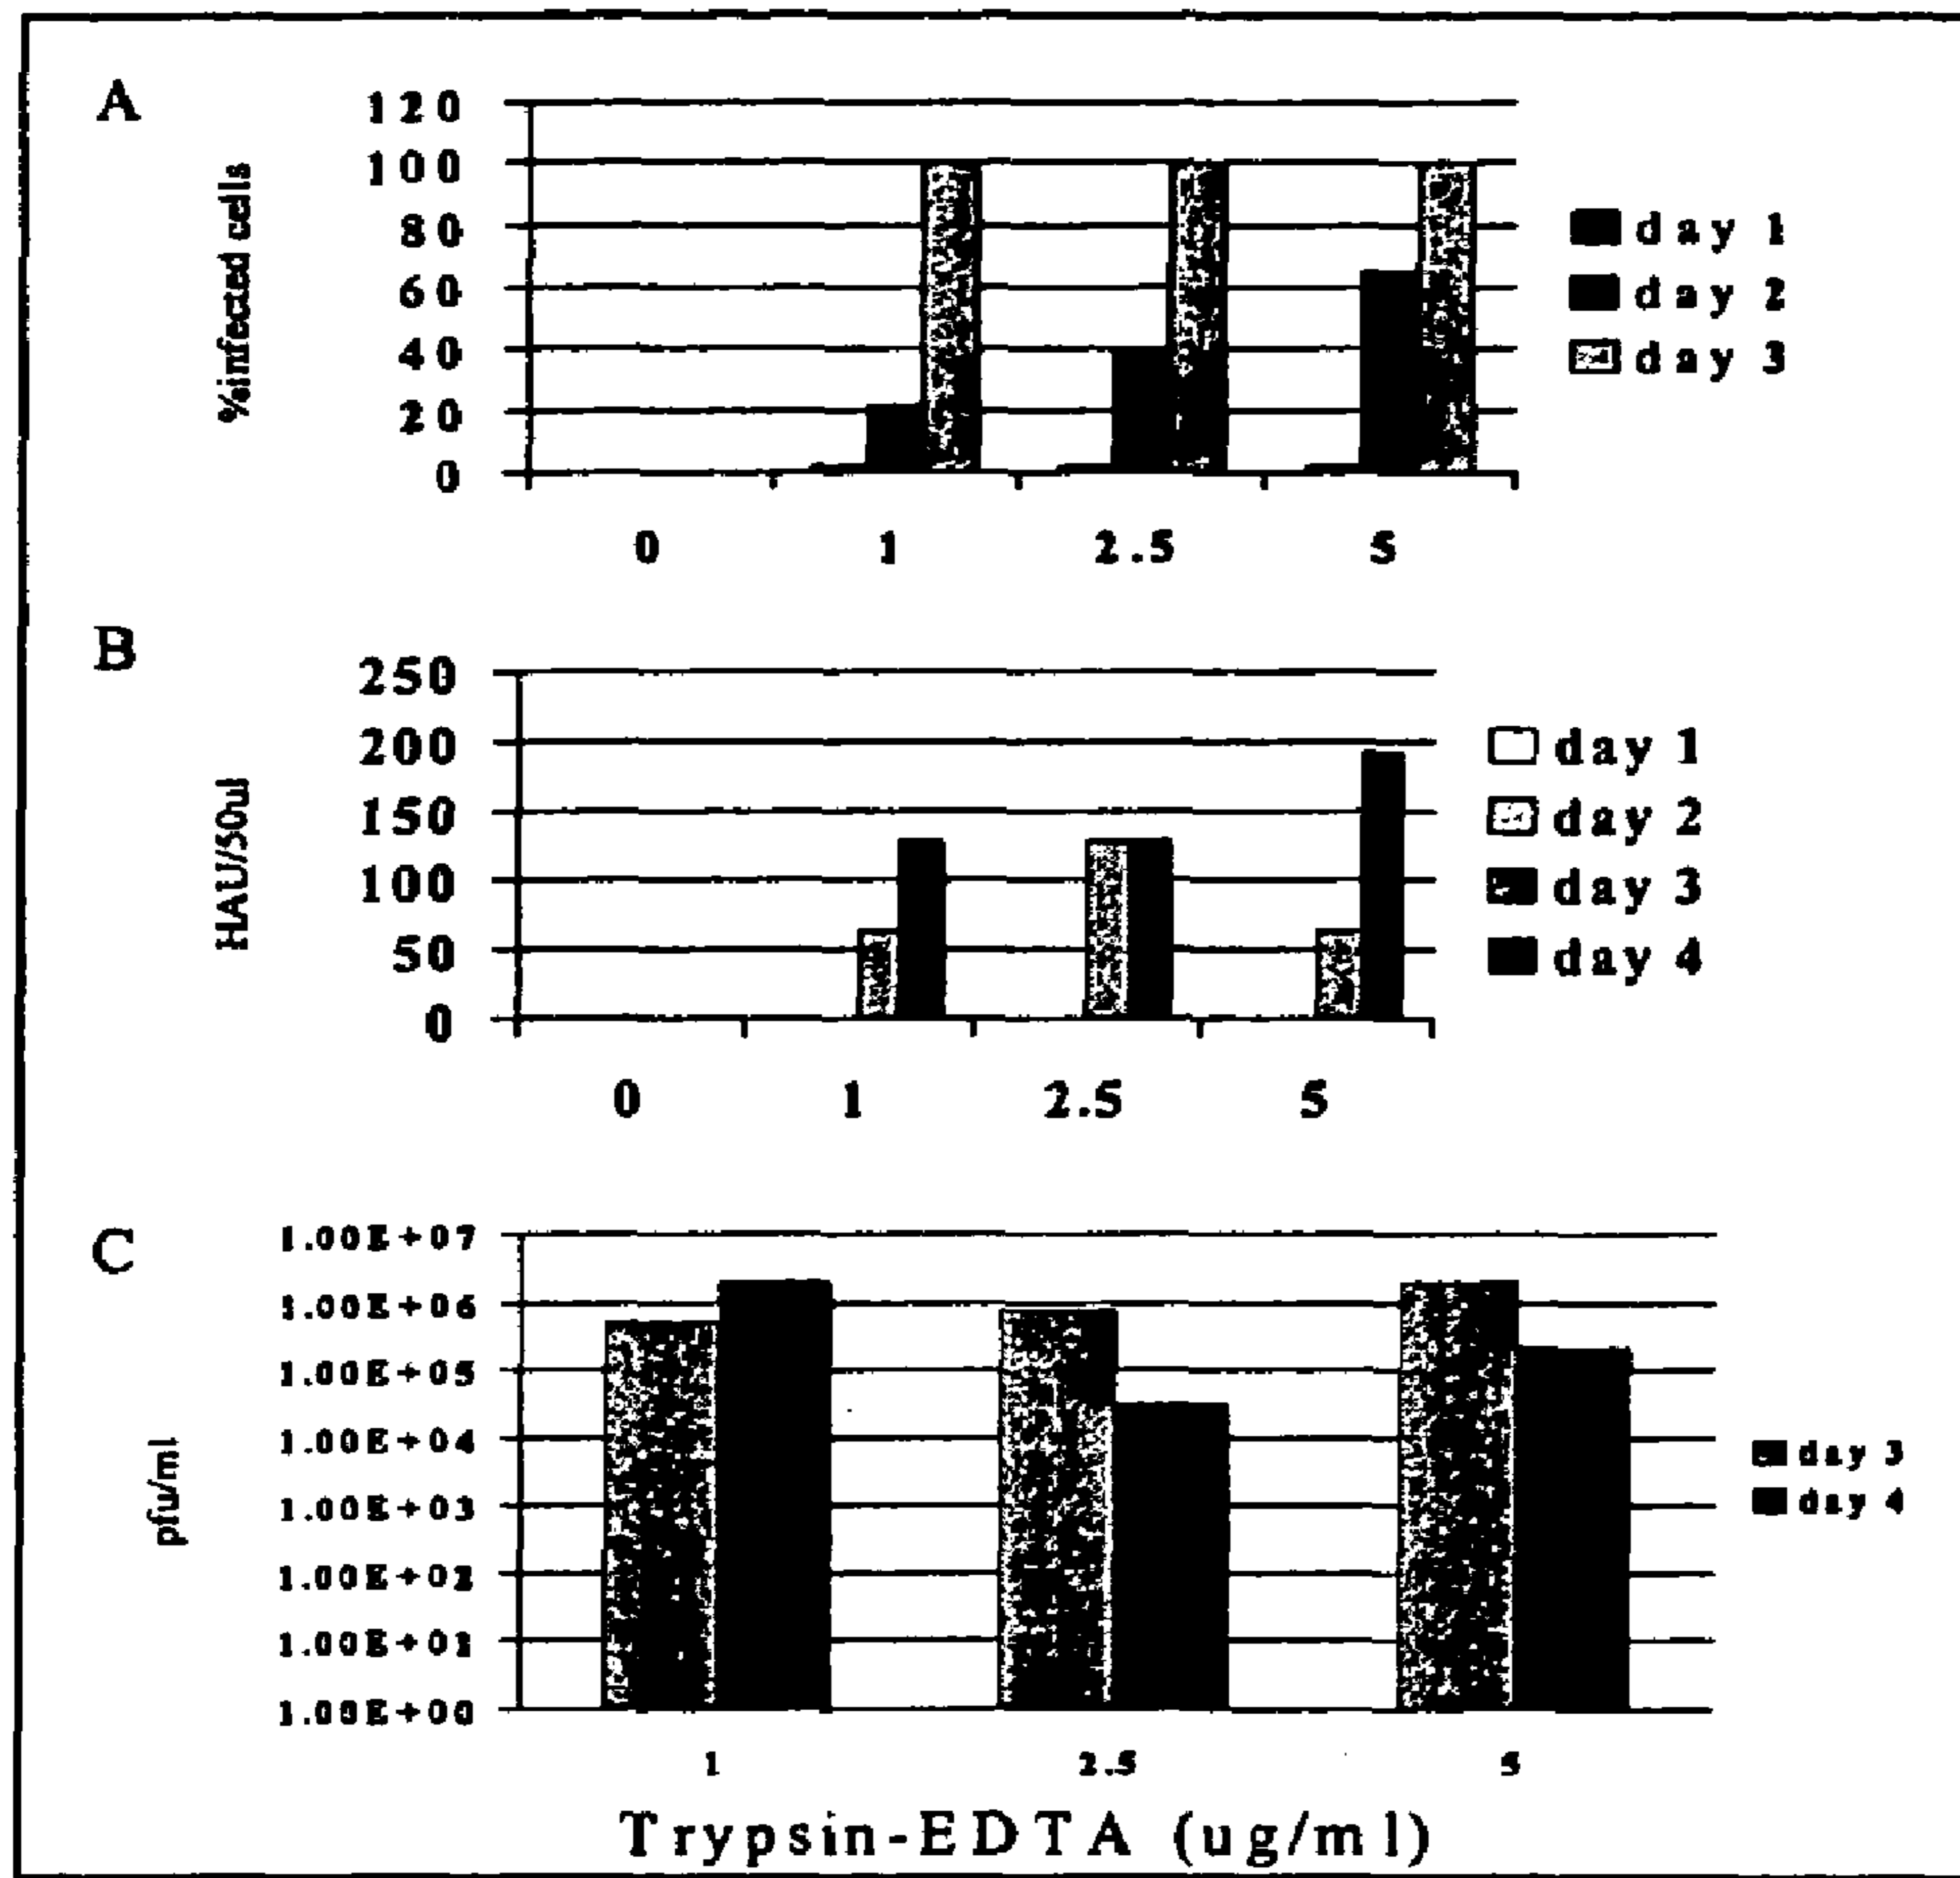 A
120
100
80
60
40
20
0
%infected cells
day 1
day 2
day 3
0 1 2.5 5
B
250
200
150
100
50
0
HAU/50ul
day 1
day 2
day 3
day 4
0 1 2.5 5
C
1.00E+07
1.00E+06
1.00E+05
1.00E+04
1.00E+03
1.00E+02
1.00E+01
1.00E+00
pfu/ml
day 3
day 4
1 2.5 5
Trypsin-EDTA (ug/ml)